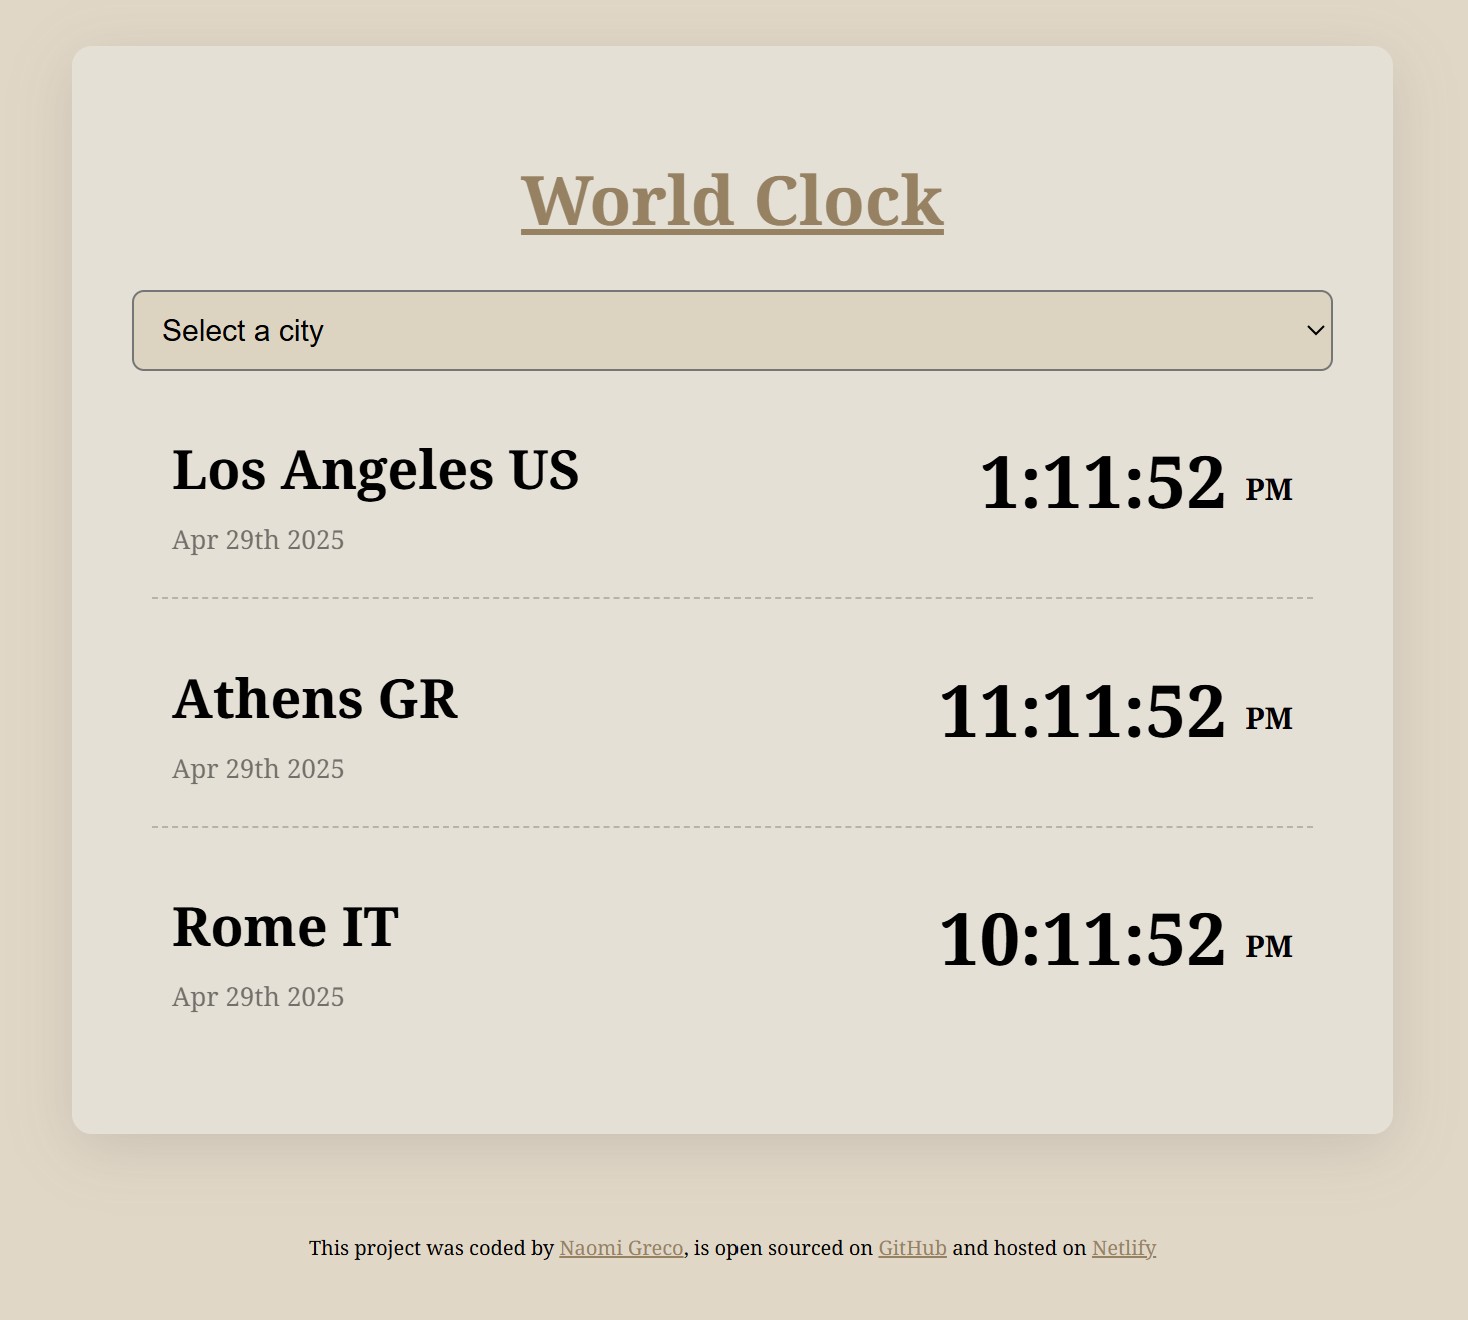 World Clock
Select a city
Los Angeles US
1:11:52 PM
Apr 29th 2025
Athens GR
11:11:52 PM
Apr 29th 2025
Rome IT
10:11:52 PM
Apr 29th 2025
This project was coded by Naomi Greco, is open sourced on GitHub and hosted on Netlify